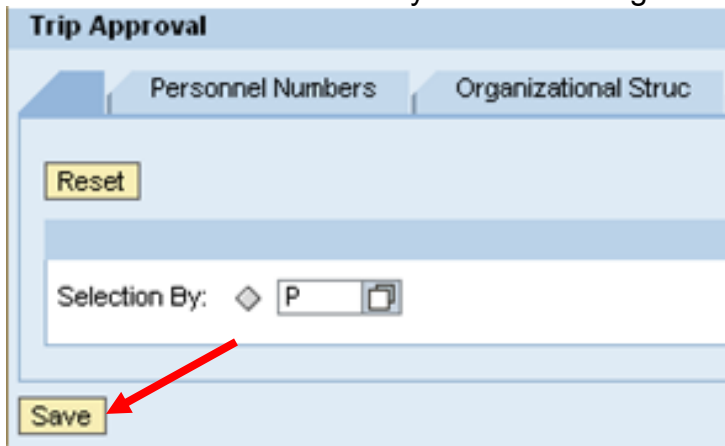 Trip Approval
Personnel Numbers Organizational Struc
Reset
Selection By: P
Save